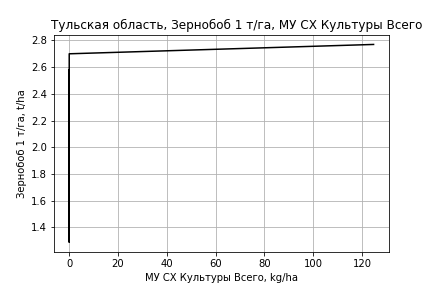 Тульская область, Зернобоб 1 т/га, МУ СХ Культуры Всего
2.8
2.6
2.4
2.2
2.0
1.8
1.6
1.4
Зернобоб 1 т/га, t/ha
0 20 40 60 80 100 120
МУ СХ Культуры Всего, kg/ha